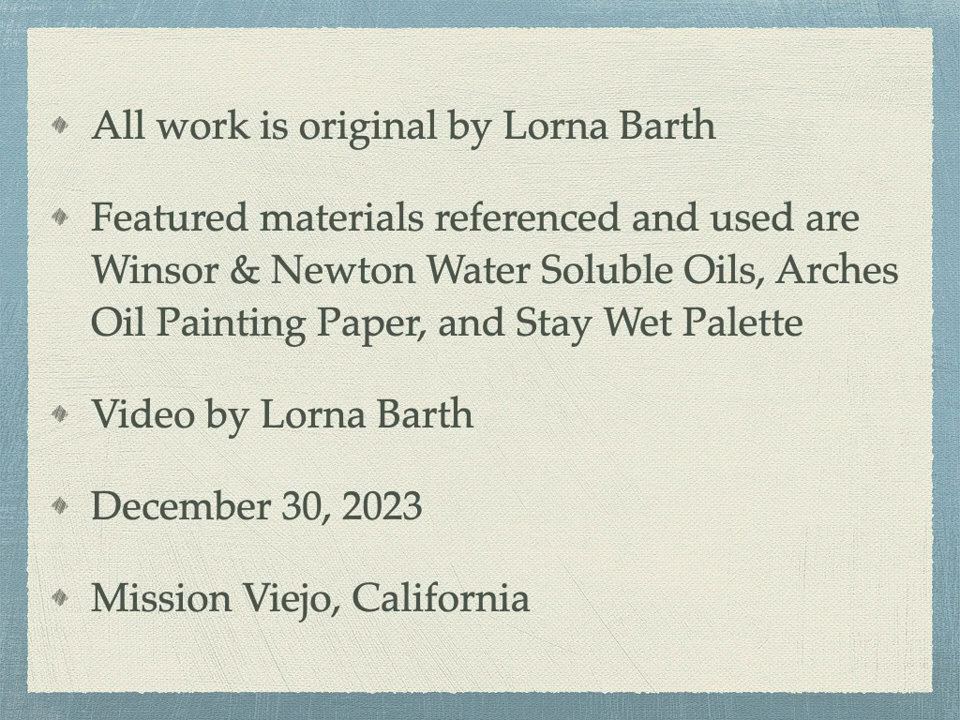 All work is original by Lorna Barth
Featured materials referenced and used are
Winsor & Newton Water Soluble Oils, Arches
Oil Painting Paper, and Stay Wet Palette
Video by Lorna Barth
December 30, 2023
Mission Viejo, California